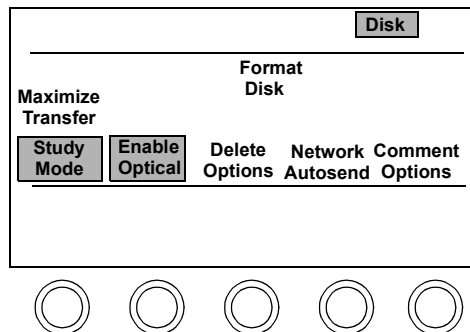 Disk
Format
Disk
Maximize
Transfer
Study
Mode
Enable
Optical
Delete
Options
Network
Autosend
Comment
Options